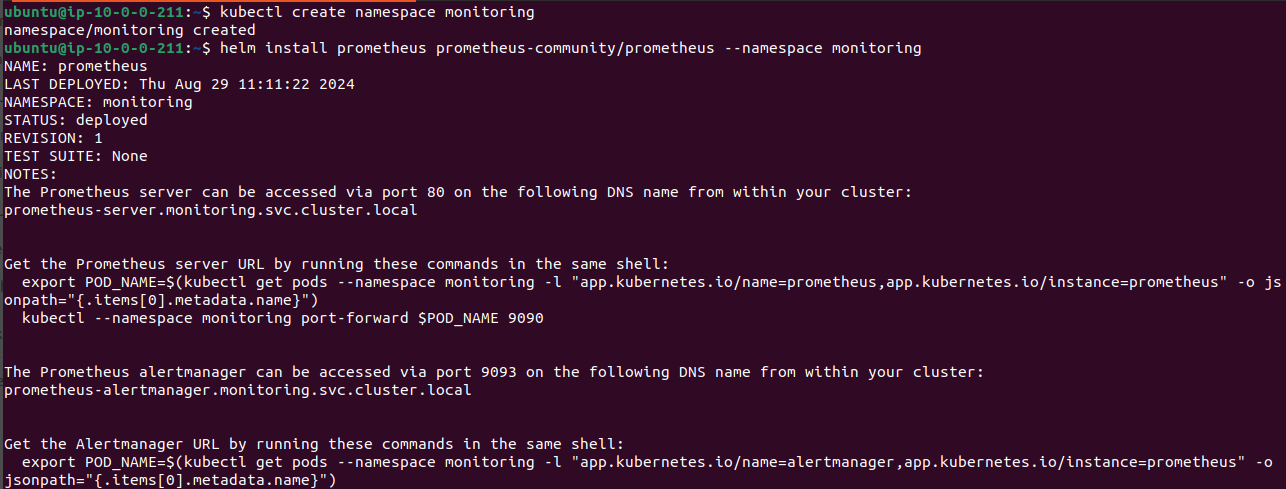 ubuntu@ip-10-0-0-211:~$ kubectl create namespace monitoring
namespace/monitoring created
ubuntu@ip-10-0-0-211:~$ helm install prometheus prometheus-community/prometheus --namespace monitoring
NAME: prometheus
LAST DEPLOYED: Thu Aug 29 11:11:22 2024
NAMESPACE: monitoring
STATUS: deployed
REVISION: 1
TEST SUITE: None
NOTES:
The Prometheus server can be accessed via port 80 on the following DNS name from within your cluster:
prometheus-server.monitoring.svc.cluster.local
Get the Prometheus server URL by running these commands in the same shell:
  export POD_NAME=$(kubectl get pods --namespace monitoring -l "app.kubernetes.io/name=prometheus,app.kubernetes.io/instance=prometheus" -o js
onpath="{.items[0].metadata.name}")
  kubectl --namespace monitoring port-forward $POD_NAME 9090
The Prometheus alertmanager can be accessed via port 9093 on the following DNS name from within your cluster:
prometheus-alertmanager.monitoring.svc.cluster.local
Get the Alertmanager URL by running these commands in the same shell:
  export POD_NAME=$(kubectl get pods --namespace monitoring -l "app.kubernetes.io/name=alertmanager,app.kubernetes.io/instance=prometheus" -o 
jsonpath="{.items[0].metadata.name}")